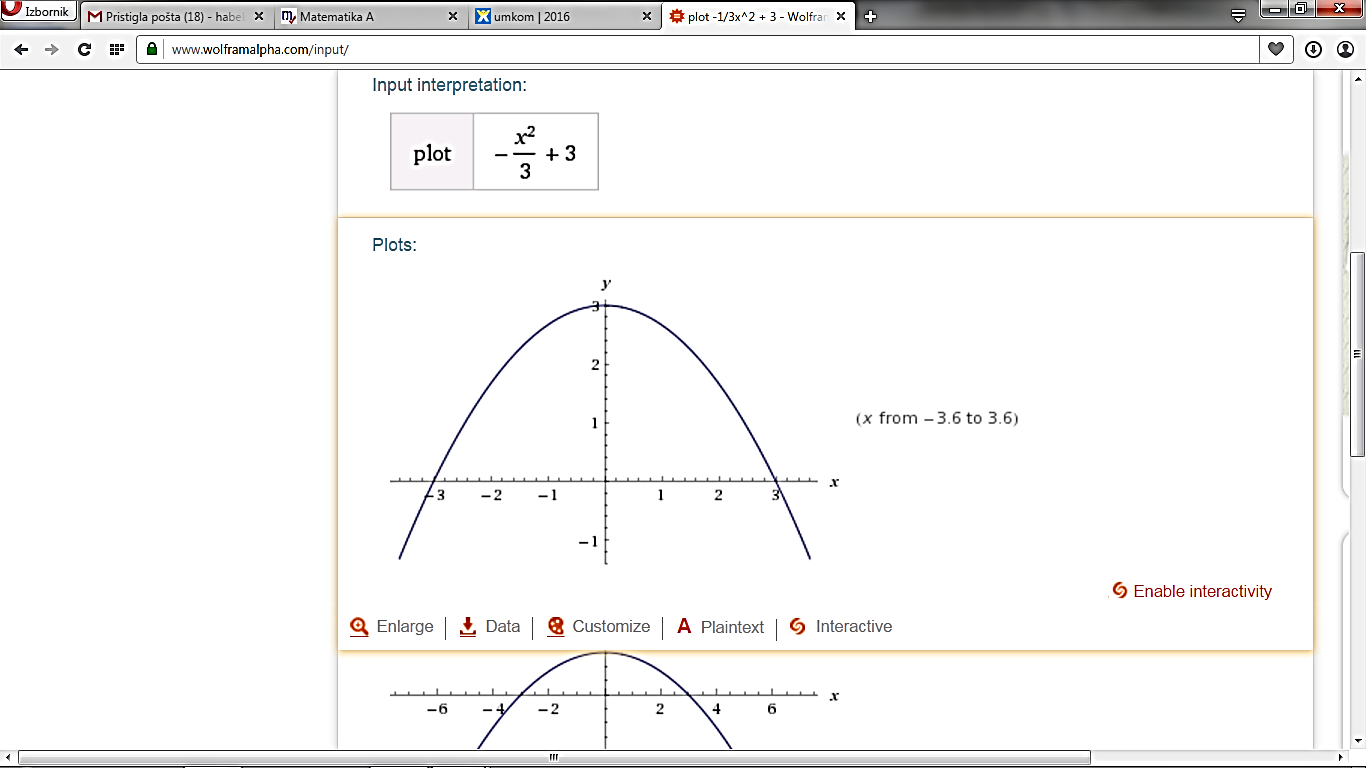 Izbornik
Pristigla pošta (18) - habel
Matematika A
umkom | 2016
plot -1/3x^2 + 3 - Wolfram
www.wolframalpha.com/input/
Input interpretation:
plot
−x²/3 + 3
Plots:
y
3
2
1
(x from −3.6 to 3.6)
x
−3 −2 −1 1 2 3
−1
Enable interactivity
Enlarge
Data
Customize
A Plaintext
Interactive
x
−6 −4 −2 2 4 6